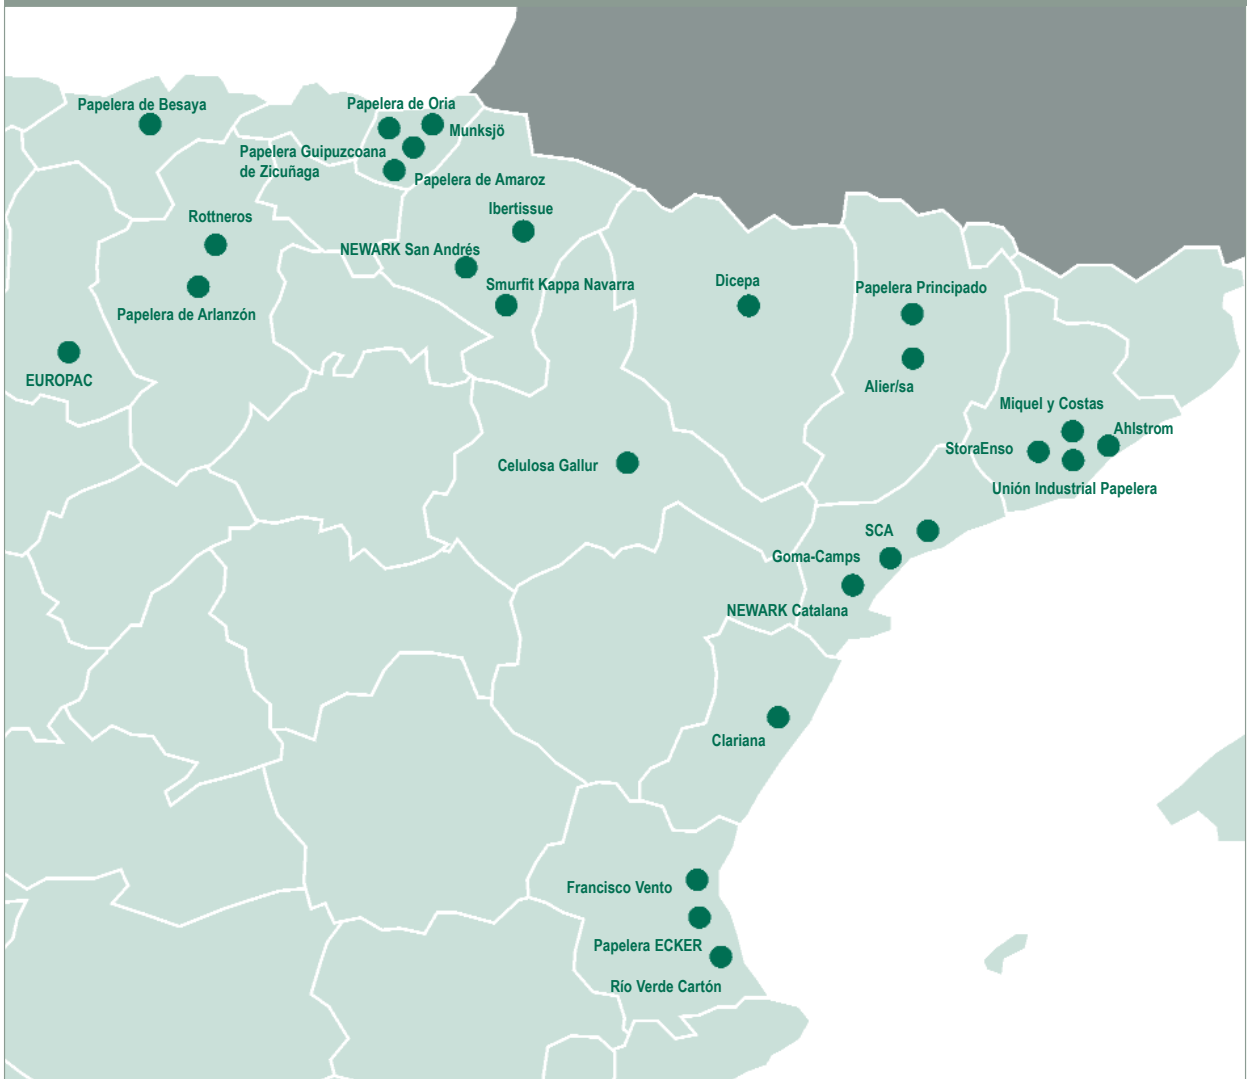 Papelera de Besaya
Papelera de Oria
Munksjö
Papelera Guipuzcoana
de Zicuñaga
Papelera de Amaroz
Ibertissue
Rottneros
NEWARK San Andrés
Smurfit Kappa Navarra
Dicepa
Papelera Principado
Papelera de Arlanzón
EUROPAC
Alier/sa
Miquel y Costas
Ahlstrom
StoraEnso
Celulosa Gallur
Unión Industrial Papelera
SCA
Goma-Camps
NEWARK Catalana
Clariana
Francisco Vento
Papelera ECKER
Río Verde Cartón